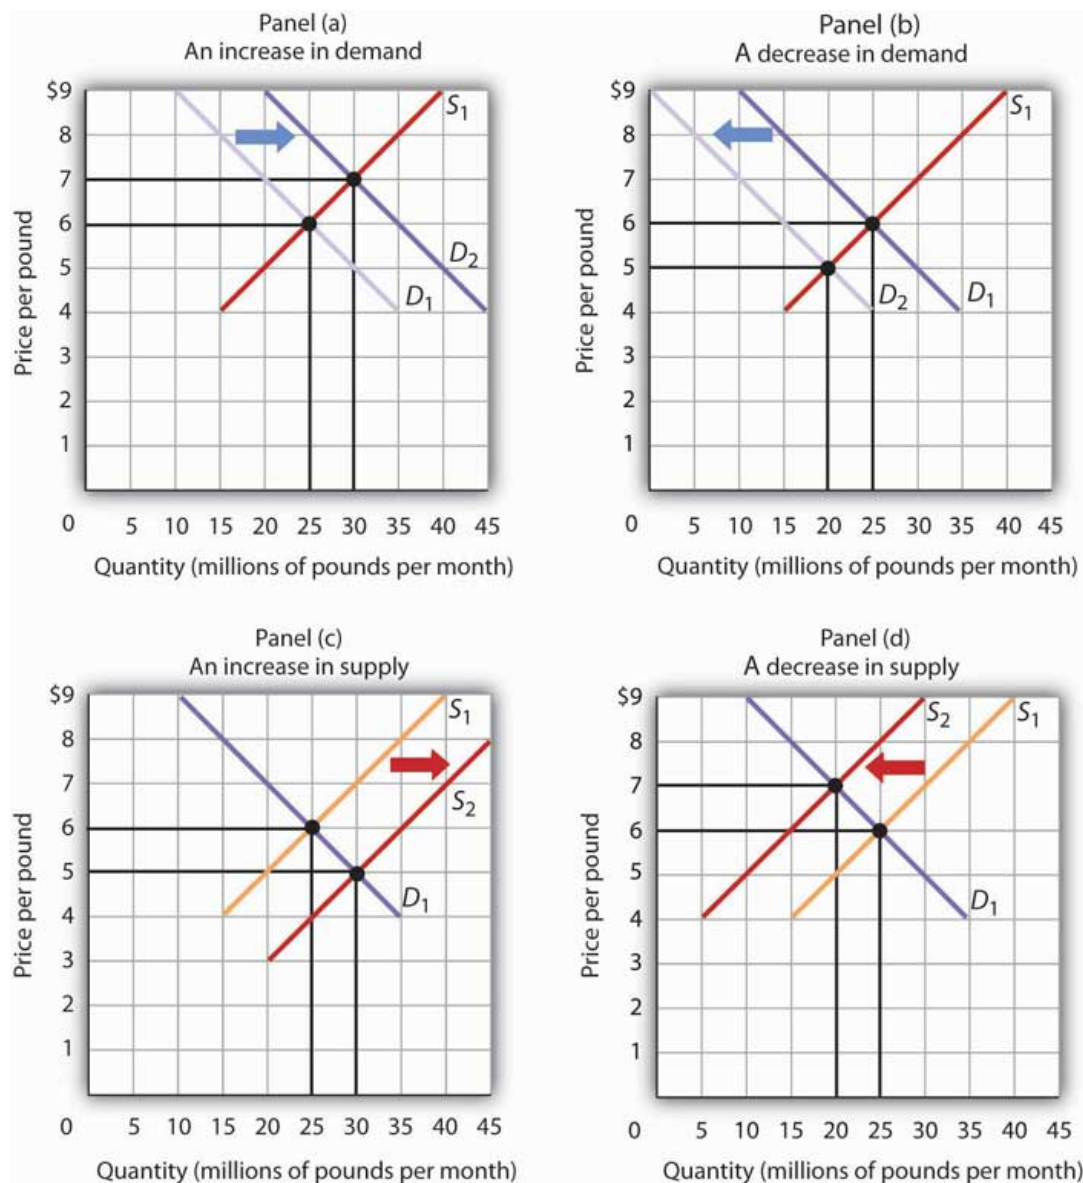 Panel (a)
An increase in demand
$9
8
7
6
5
4
3
2
1
0 5 10 15 20 25 30 35 40 45
S1
D2
D1
Price per pound
Quantity (millions of pounds per month)
Panel (b)
A decrease in demand
$9
8
7
6
5
4
3
2
1
0 5 10 15 20 25 30 35 40 45
S1
D2
D1
Price per pound
Quantity (millions of pounds per month)
Panel (c)
An increase in supply
$9
8
7
6
5
4
3
2
1
0 5 10 15 20 25 30 35 40 45
S1
S2
D1
Price per pound
Quantity (millions of pounds per month)
Panel (d)
A decrease in supply
$9
8
7
6
5
4
3
2
1
0 5 10 15 20 25 30 35 40 45
S2
S1
D1
Price per pound
Quantity (millions of pounds per month)